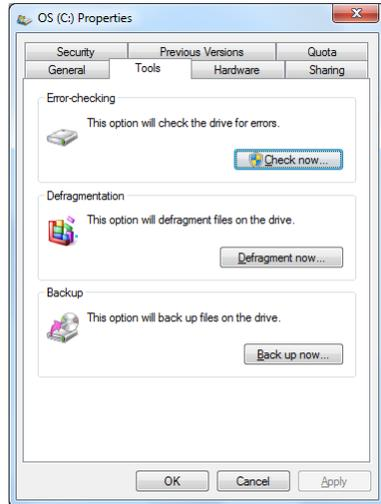 OS (C:) Properties
Security Previous Versions Quota
General Tools Hardware Sharing
Error-checking
This option will check the drive for errors.
Check now...
Defragmentation
This option will defragment files on the drive.
Defragment now...
Backup
This option will back up files on the drive.
Back up now...
OK Cancel Apply